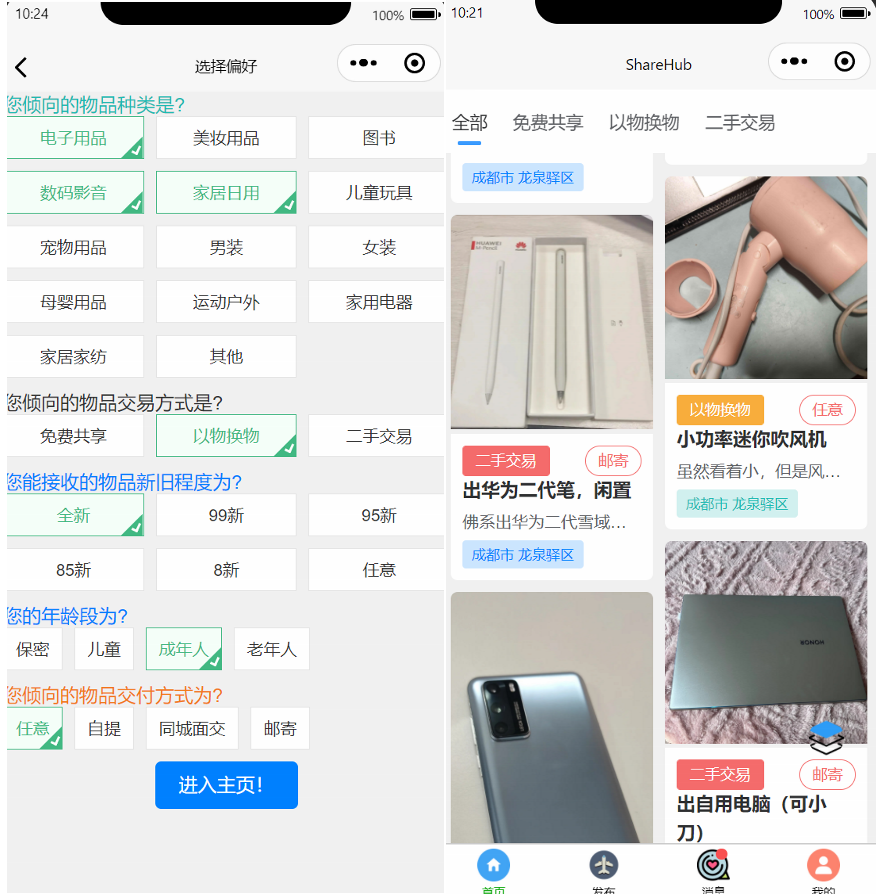 10:24
100%
选择偏好
您倾向的物品种类是?
电子用品 美妆用品 图书
数码影音 家居日用 儿童玩具
宠物用品 男装 女装
母婴用品 运动户外 家用电器
家居家纺 其他
您倾向的物品交易方式是?
免费共享 以物换物 二手交易
您能接收的物品新旧程度为?
全新 99新 95新
85新 8新 任意
您的年龄段为?
保密 儿童 成年人 老年人
您倾向的物品交付方式为?
任意 自提 同城面交 邮寄
进入主页!
10:21
100%
ShareHub
全部 免费共享 以物换物 二手交易
成都市 龙泉驿区
HUAWEI
二手交易 邮寄
出华为二代笔，闲置
佛系出华为二代雪域...
成都市 龙泉驿区
以物换物 任意
小功率迷你吹风机
虽然看着小，但是风...
成都市 龙泉驿区
HONOR
二手交易 邮寄
出自用电脑（可小
刀）
首页 发布 消息 我的